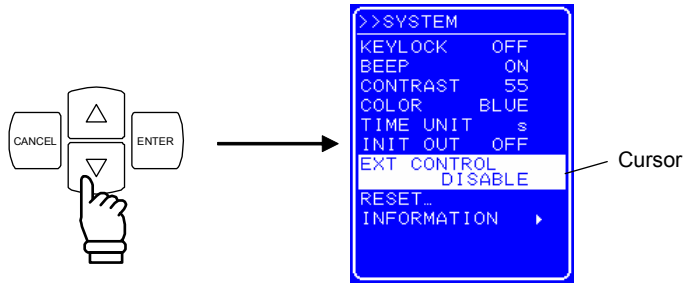 CANCEL
ENTER
>>SYSTEM
KEYLOCK OFF
BEEP ON
CONTRAST 55
COLOR BLUE
TIME UNIT s
INIT OUT OFF
EXT CONTROL
DISABLE
RESET…
INFORMATION
Cursor